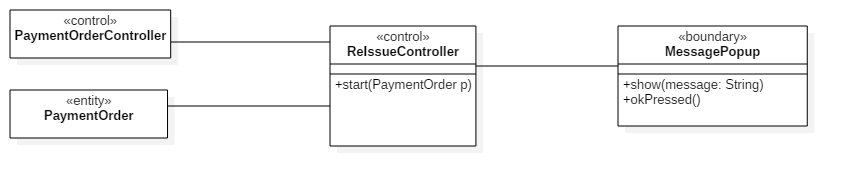 «control»
PaymentOrderController
«entity»
PaymentOrder
«control»
ReIssueController
+start(PaymentOrder p)
«boundary»
MessagePopup
+show(message: String)
+okPressed()